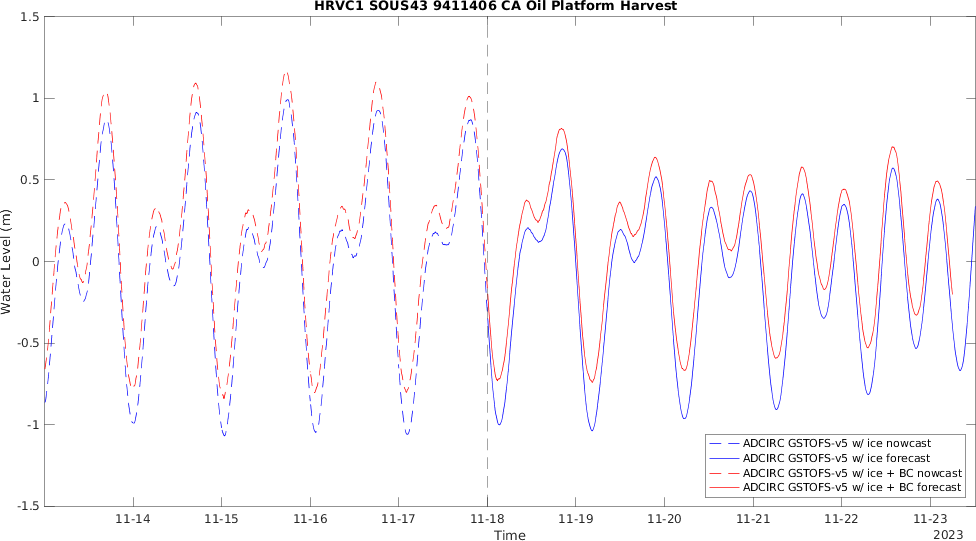 HRVC1 SOUS43 9411406 CA Oil Platform Harvest
1.5
1
0.5
0
-0.5
-1
-1.5
Water Level (m)
11-14 11-15 11-16 11-17 11-18 11-19 11-20 11-21 11-22 11-23
Time
2023
ADCIRC GSTOFS-v5 w/ ice nowcast
ADCIRC GSTOFS-v5 w/ ice forecast
ADCIRC GSTOFS-v5 w/ ice + BC nowcast
ADCIRC GSTOFS-v5 w/ ice + BC forecast